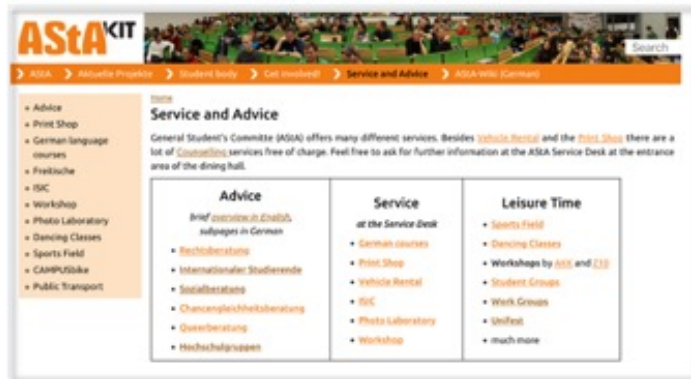 AStA KIT
Search
AStA Aktuelle Projekte Student body Get involved! Service and Advice AStA-Wiki (German)
Advice
Print Shop
German language
courses
Freitische
ISIC
Workshop
Photo Laboratory
Dancing Classes
Sports Field
CAMPUSbike
Public Transport
Home
Service and Advice
General Student's Committe (AStA) offers many different services. Besides Vehicle Rental and the Print Shop there are a
lot of Counselling services free of charge. Feel free to ask for further information at the AStA Service Desk at the entrance
area of the dining hall.
Advice
brief overview in English,
subpages in German
Rechtsberatung
Internationaler Studierende
Sozialberatung
Chancengleichheitsberatung
Queerberatung
Hochschulgruppen
Service
at the Service Desk
German courses
Print Shop
Vehicle Rental
ISIC
Photo Laboratory
Workshop
Leisure Time
Sports Field
Dancing Classes
Workshops by AKK and Z10
Student Groups
Work Groups
Unifest
much more